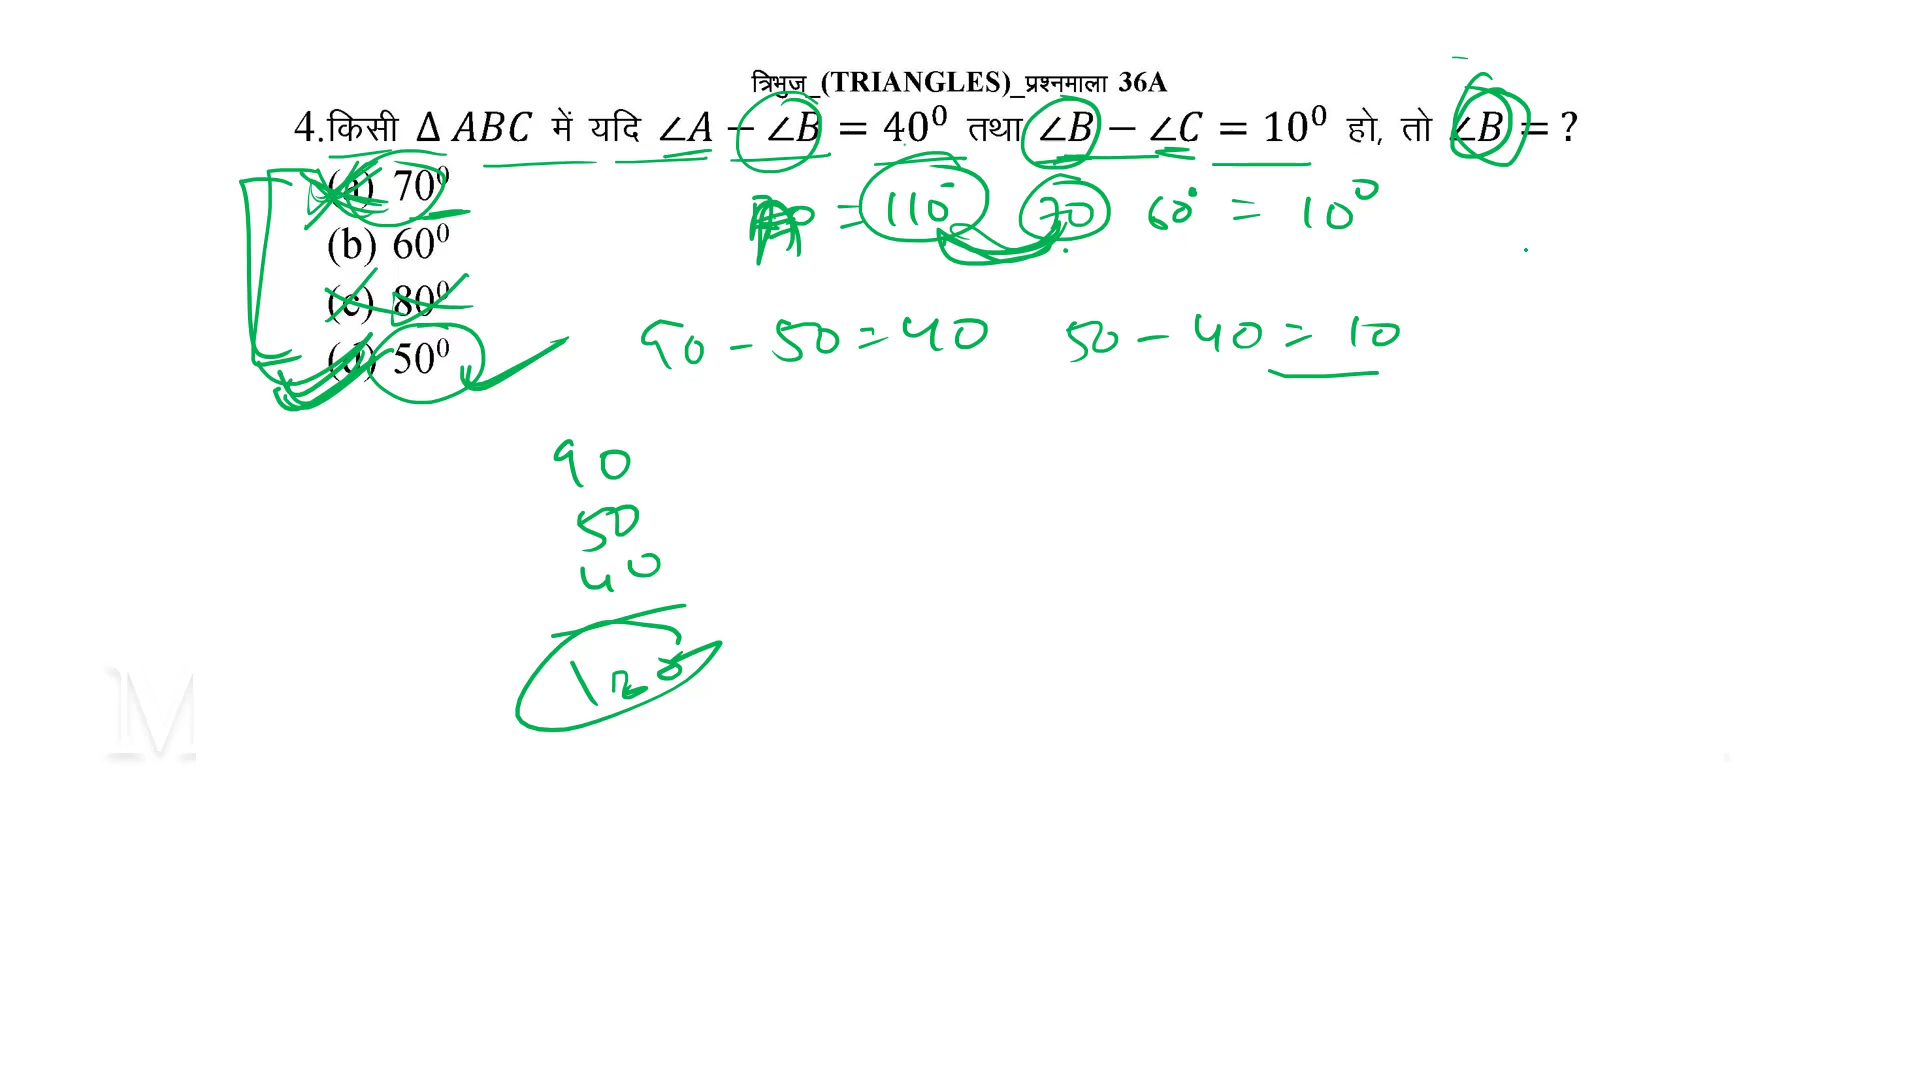 त्रिभुज_(TRIANGLES)_प्रश्नमाला 36A
4.किसी Δ ABC में यदि ∠A − ∠B = 40⁰ तथा ∠B − ∠C = 10⁰ हो, तो ∠B = ?
(a) 70⁰
= 110° 70 60° = 10⁰
(b) 60⁰
(c) 80⁰
90 - 50 = 40 50 - 40 = 10
(d) 50⁰
90
50
40
180
M